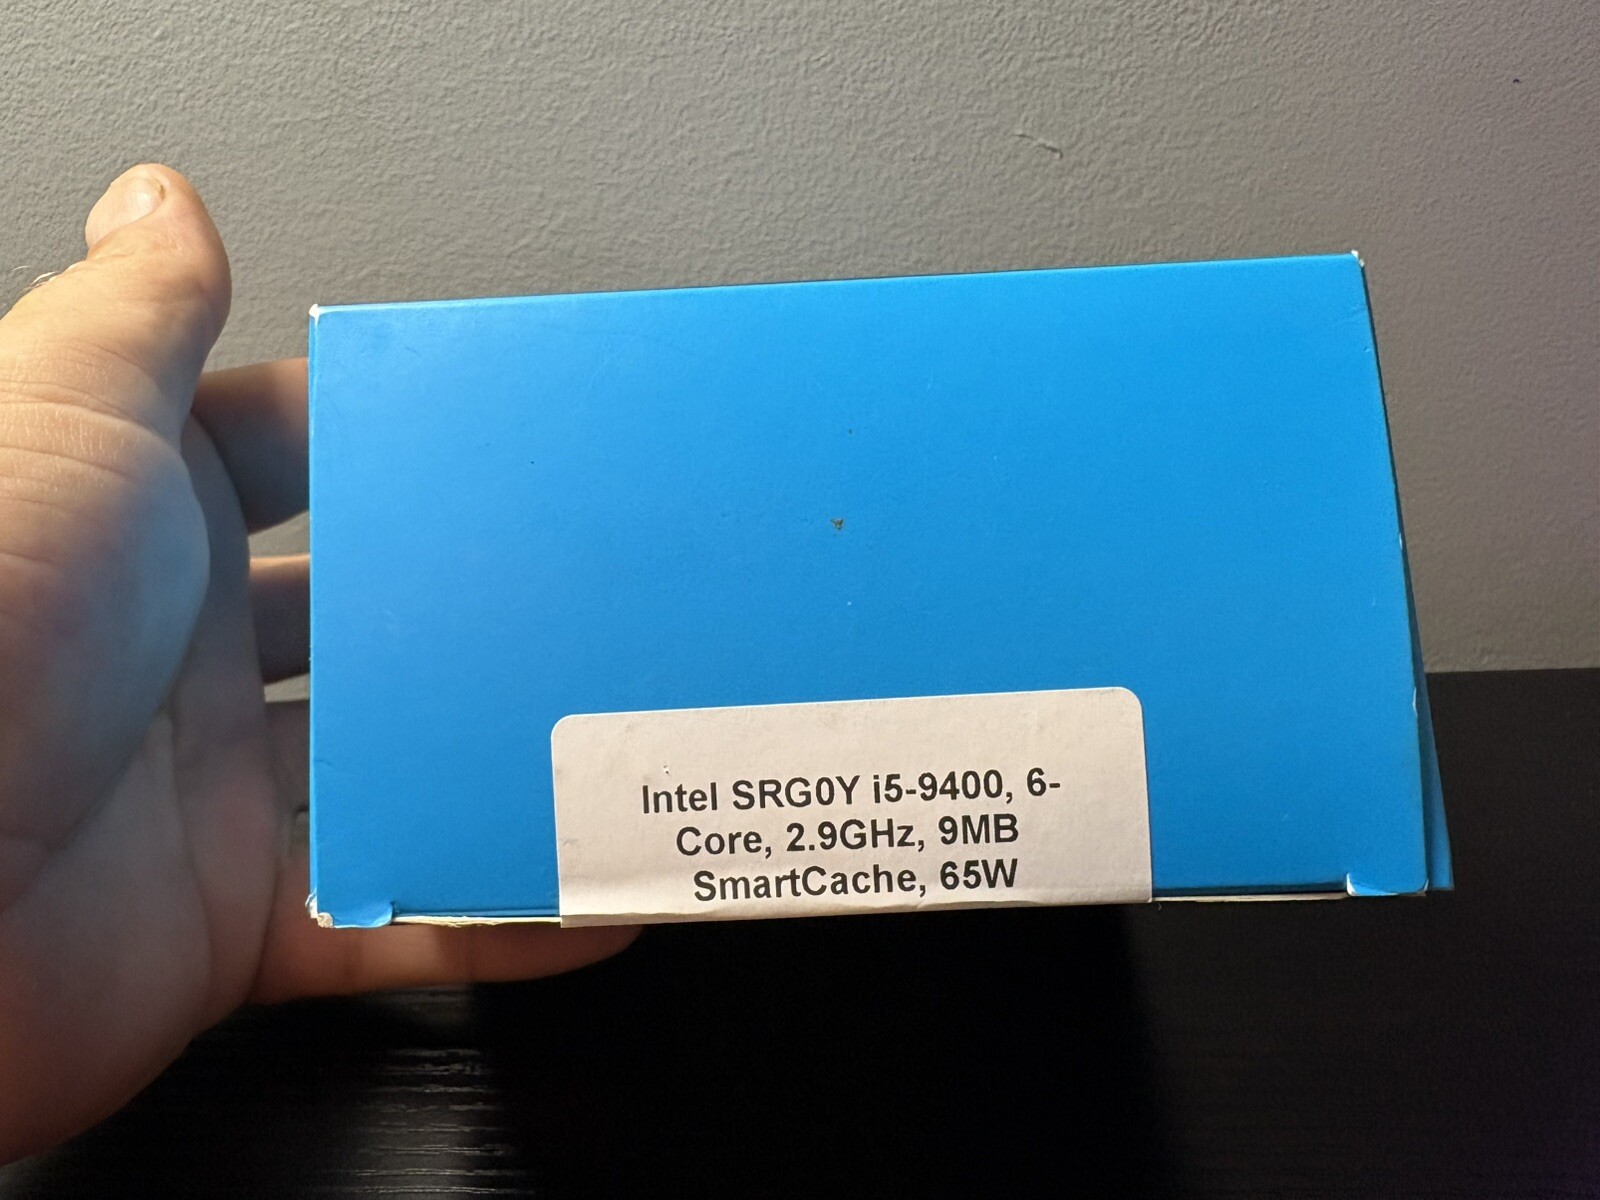 Intel SRG0Y i5-9400, 6-
Core, 2.9GHz, 9MB
SmartCache, 65W